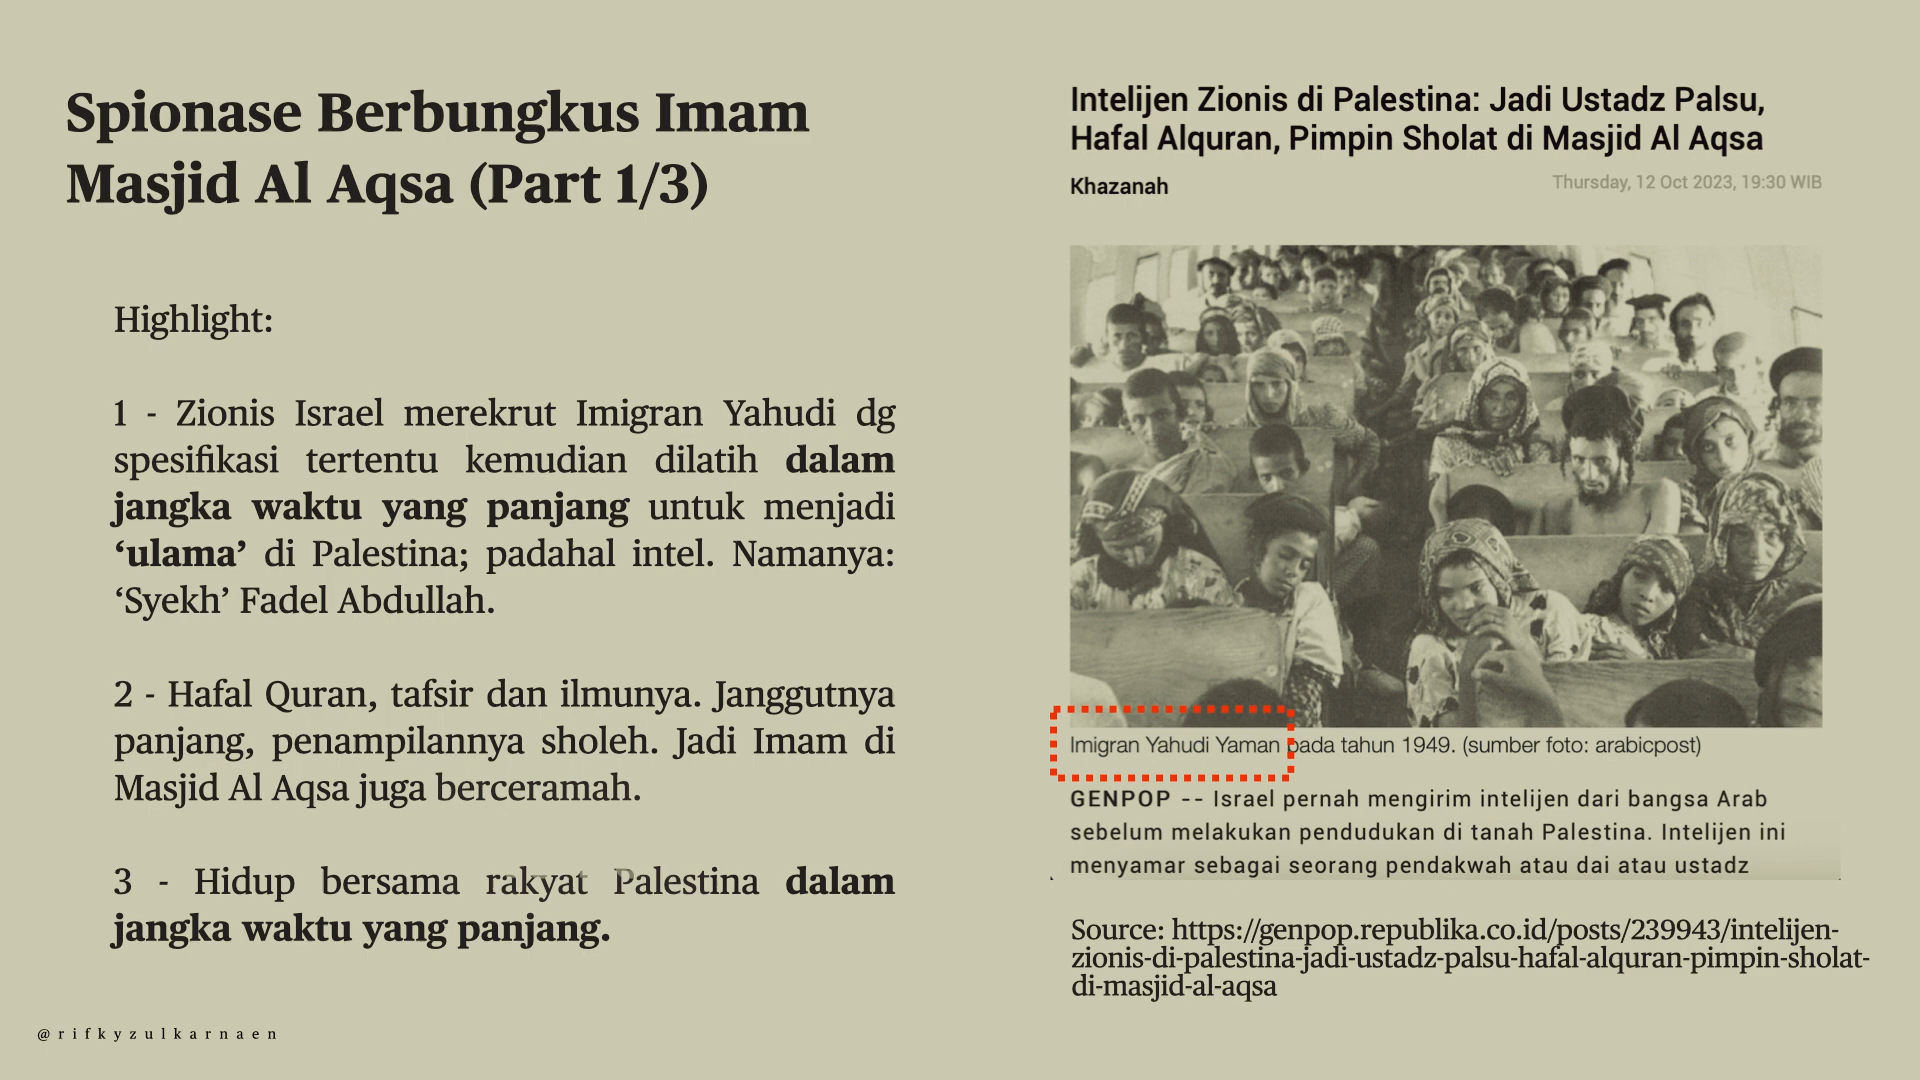 Spionase Berbungkus Imam
Masjid Al Aqsa (Part 1/3)
Highlight:
1 - Zionis Israel merekrut Imigran Yahudi dg
spesifikasi tertentu kemudian dilatih dalam
jangka waktu yang panjang untuk menjadi
‘ulama’ di Palestina; padahal intel. Namanya:
‘Syekh’ Fadel Abdullah.
2 - Hafal Quran, tafsir dan ilmunya. Janggutnya
panjang, penampilannya sholeh. Jadi Imam di
Masjid Al Aqsa juga berceramah.
3 - Hidup bersama rakyat Palestina dalam
jangka waktu yang panjang.
@rifkyzulkarnaen
Intelijen Zionis di Palestina: Jadi Ustadz Palsu,
Hafal Alquran, Pimpin Sholat di Masjid Al Aqsa
Khazanah
Thursday, 12 Oct 2023, 19:30 WIB
Imigran Yahudi Yaman pada tahun 1949. (sumber foto: arabicpost)
GENPOP -- Israel pernah mengirim intelijen dari bangsa Arab
sebelum melakukan pendudukan di tanah Palestina. Intelijen ini
menyamar sebagai seorang pendakwah atau dai atau ustadz
Source: https://genpop.republika.co.id/posts/239943/intelijen-
zionis-di-palestina-jadi-ustadz-palsu-hafal-alquran-pimpin-sholat-
di-masjid-al-aqsa